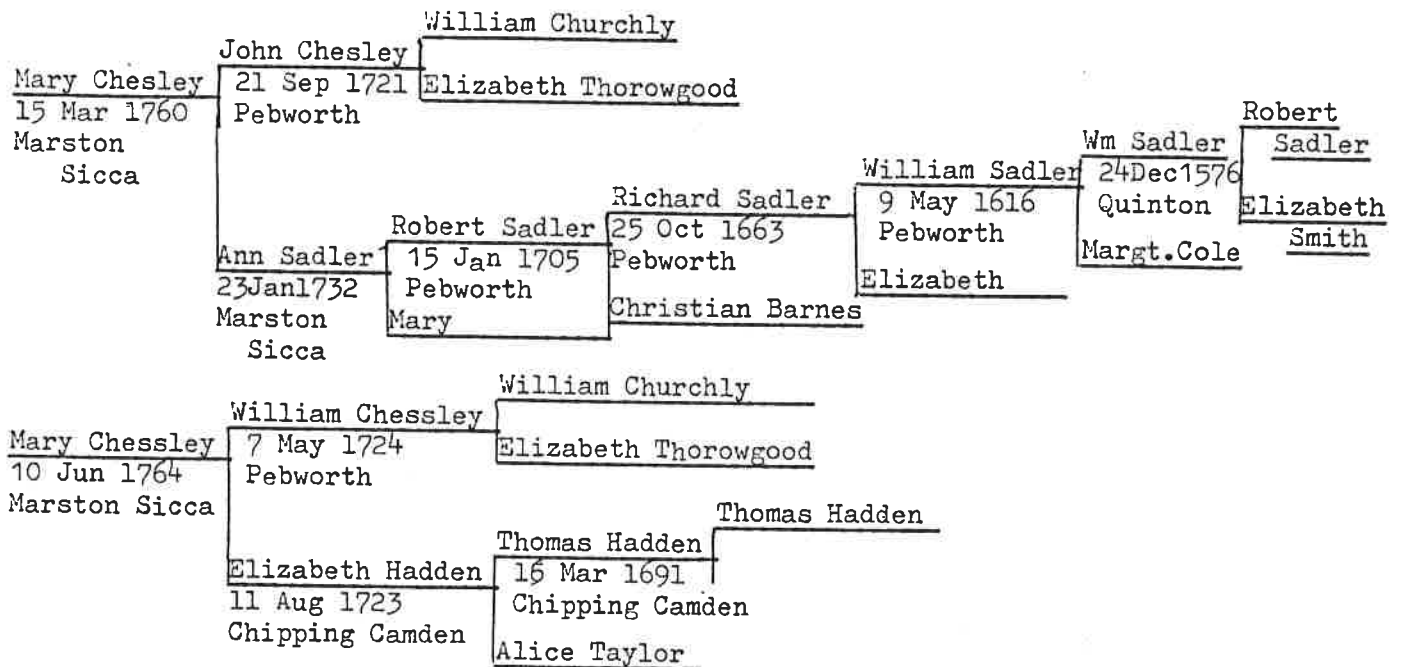 William Churchly
John Chesley
Mary Chesley
21 Sep 1721
Elizabeth Thorowgood
15 Mar 1760
Pebworth
Marston
Sicca
Robert
Sadler
Wm Sadler
24Dec1576
Quinton
Elizabeth
Smith
Margt.Cole
William Sadler
9 May 1616
Pebworth
Elizabeth
Richard Sadler
25 Oct 1663
Pebworth
Christian Barnes
Robert Sadler
15 Jan 1705
Pebworth
Mary
Ann Sadler
23Jan1732
Marston
Sicca
William Churchly
William Chessley
Mary Chessley
7 May 1724
Elizabeth Thorowgood
10 Jun 1764
Pebworth
Marston Sicca
Thomas Hadden
Thomas Hadden
Mar 1691
Chipping Camden
Elizabeth Hadden
11 Aug 1723
Chipping Camden
Alice Taylor